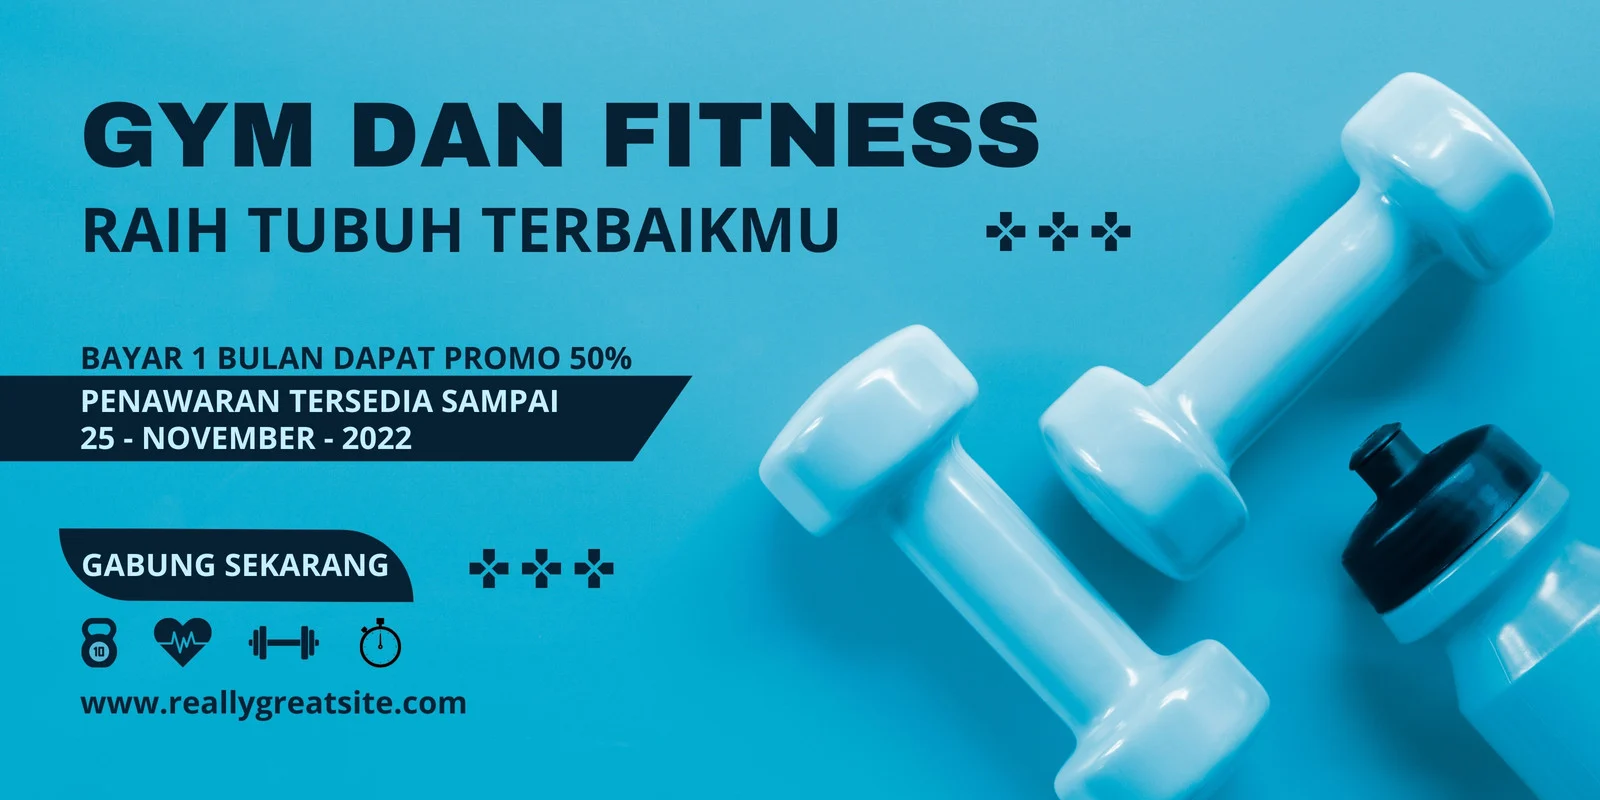 GYM DAN FITNESS
RAIH TUBUH TERBAIKMU
BAYAR 1 BULAN DAPAT PROMO 50%
PENAWARAN TERSEDIA SAMPAI
25 - NOVEMBER - 2022
GABUNG SEKARANG
10
www.reallygreatsite.com